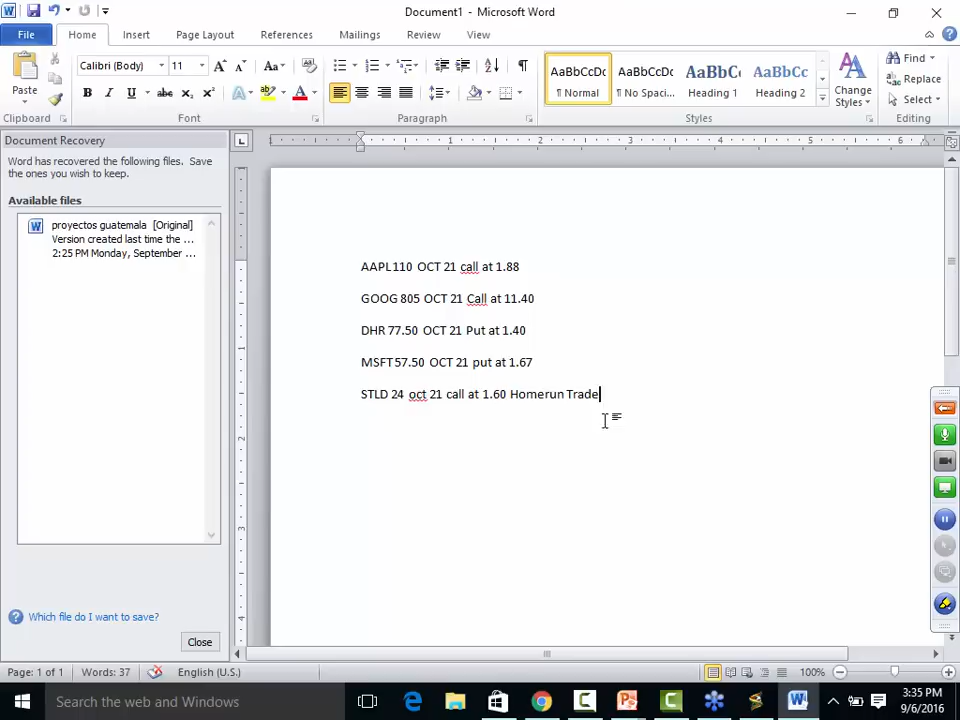 Document1 - Microsoft Word
File Home Insert Page Layout References Mailings Review View
Paste
Clipboard
Calibri (Body) 11
Font
Paragraph
AaBbCcDc AaBbCcDc AaBbC AaBbCc
¶ Normal ¶ No Spaci... Heading 1 Heading 2
Change Styles
Styles
Find
Replace
Select
Editing
Document Recovery
Word has recovered the following files. Save
the ones you wish to keep.
Available files
proyectos guatemala [Original]
Version created last time the ...
2:25 PM Monday, September ...
Which file do I want to save?
Close
AAPL110 OCT 21 call at 1.88
GOOG 805 OCT 21 Call at 11.40
DHR 77.50 OCT 21 Put at 1.40
MSFT57.50 OCT 21 put at 1.67
STLD 24 oct 21 call at 1.60 Homerun Trade
Page: 1 of 1 Words: 37 English (U.S.) 100%
Search the web and Windows
3:35 PM
9/6/2016